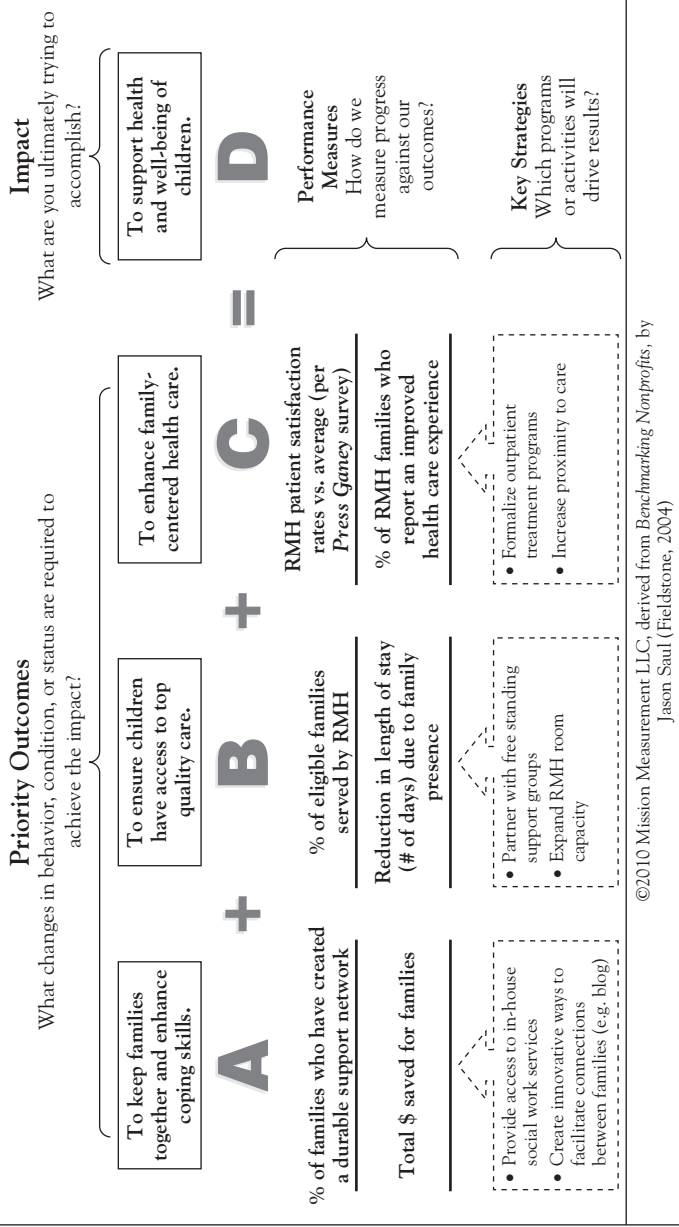 Priority Outcomes
What changes in behavior, condition, or status are required to
achieve the impact?
Impact
What are you ultimately trying to
accomplish?
To keep families
together and enhance
coping skills.
To ensure children
have access to top
quality care.
To enhance family-
centered health care.
To support health
and well-being of
children.
A + B + C = D
% of families who have created
a durable support network
Total $ saved for families
% of eligible families
served by RMH
Reduction in length of stay
(# of days) due to family
presence
RMH patient satisfaction
rates vs. average (per
Press Ganey survey)
% of RMH families who
report an improved
health care experience
Performance
Measures
How do we
measure progress
against our
outcomes?
• Provide access to in-house
social work services
• Create innovative ways to
facilitate connections
between families (e.g. blog)
• Partner with free standing
support groups
• Expand RMH room
capacity
• Formalize outpatient
treatment programs
• Increase proximity to care
Key Strategies
Which programs
or activities will
drive results?
©2010 Mission Measurement LLC, derived from Benchmarking Nonprofits, by
Jason Saul (Fieldstone, 2004)